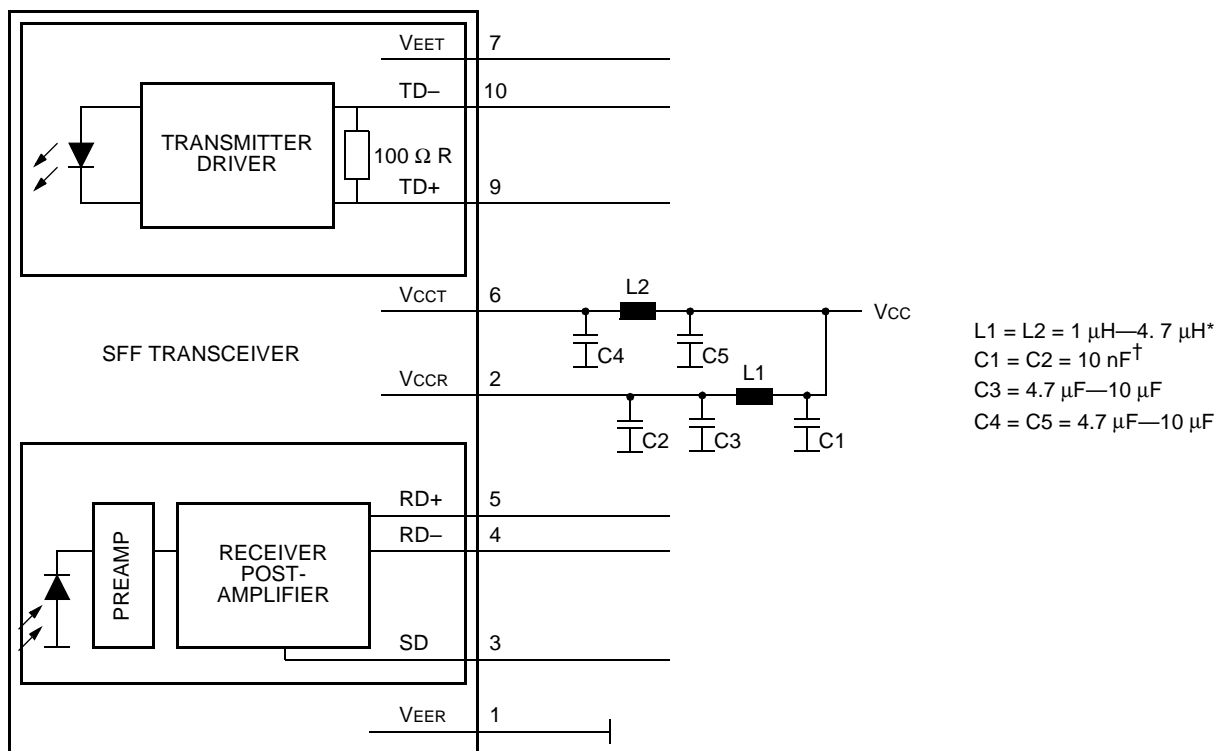 VEET 7
TD– 10
TRANSMITTER
DRIVER
100 Ω R
TD+ 9
VCCT 6
L2
VCC
C4
C5
SFF TRANSCEIVER
VCCR 2
L1
C2
C3
C1
L1 = L2 = 1 μH—4. 7 μH*
C1 = C2 = 10 nF†
C3 = 4.7 μF—10 μF
C4 = C5 = 4.7 μF—10 μF
RD+ 5
RD– 4
PREAMP
RECEIVER
POST-
AMPLIFIER
SD 3
VEER 1